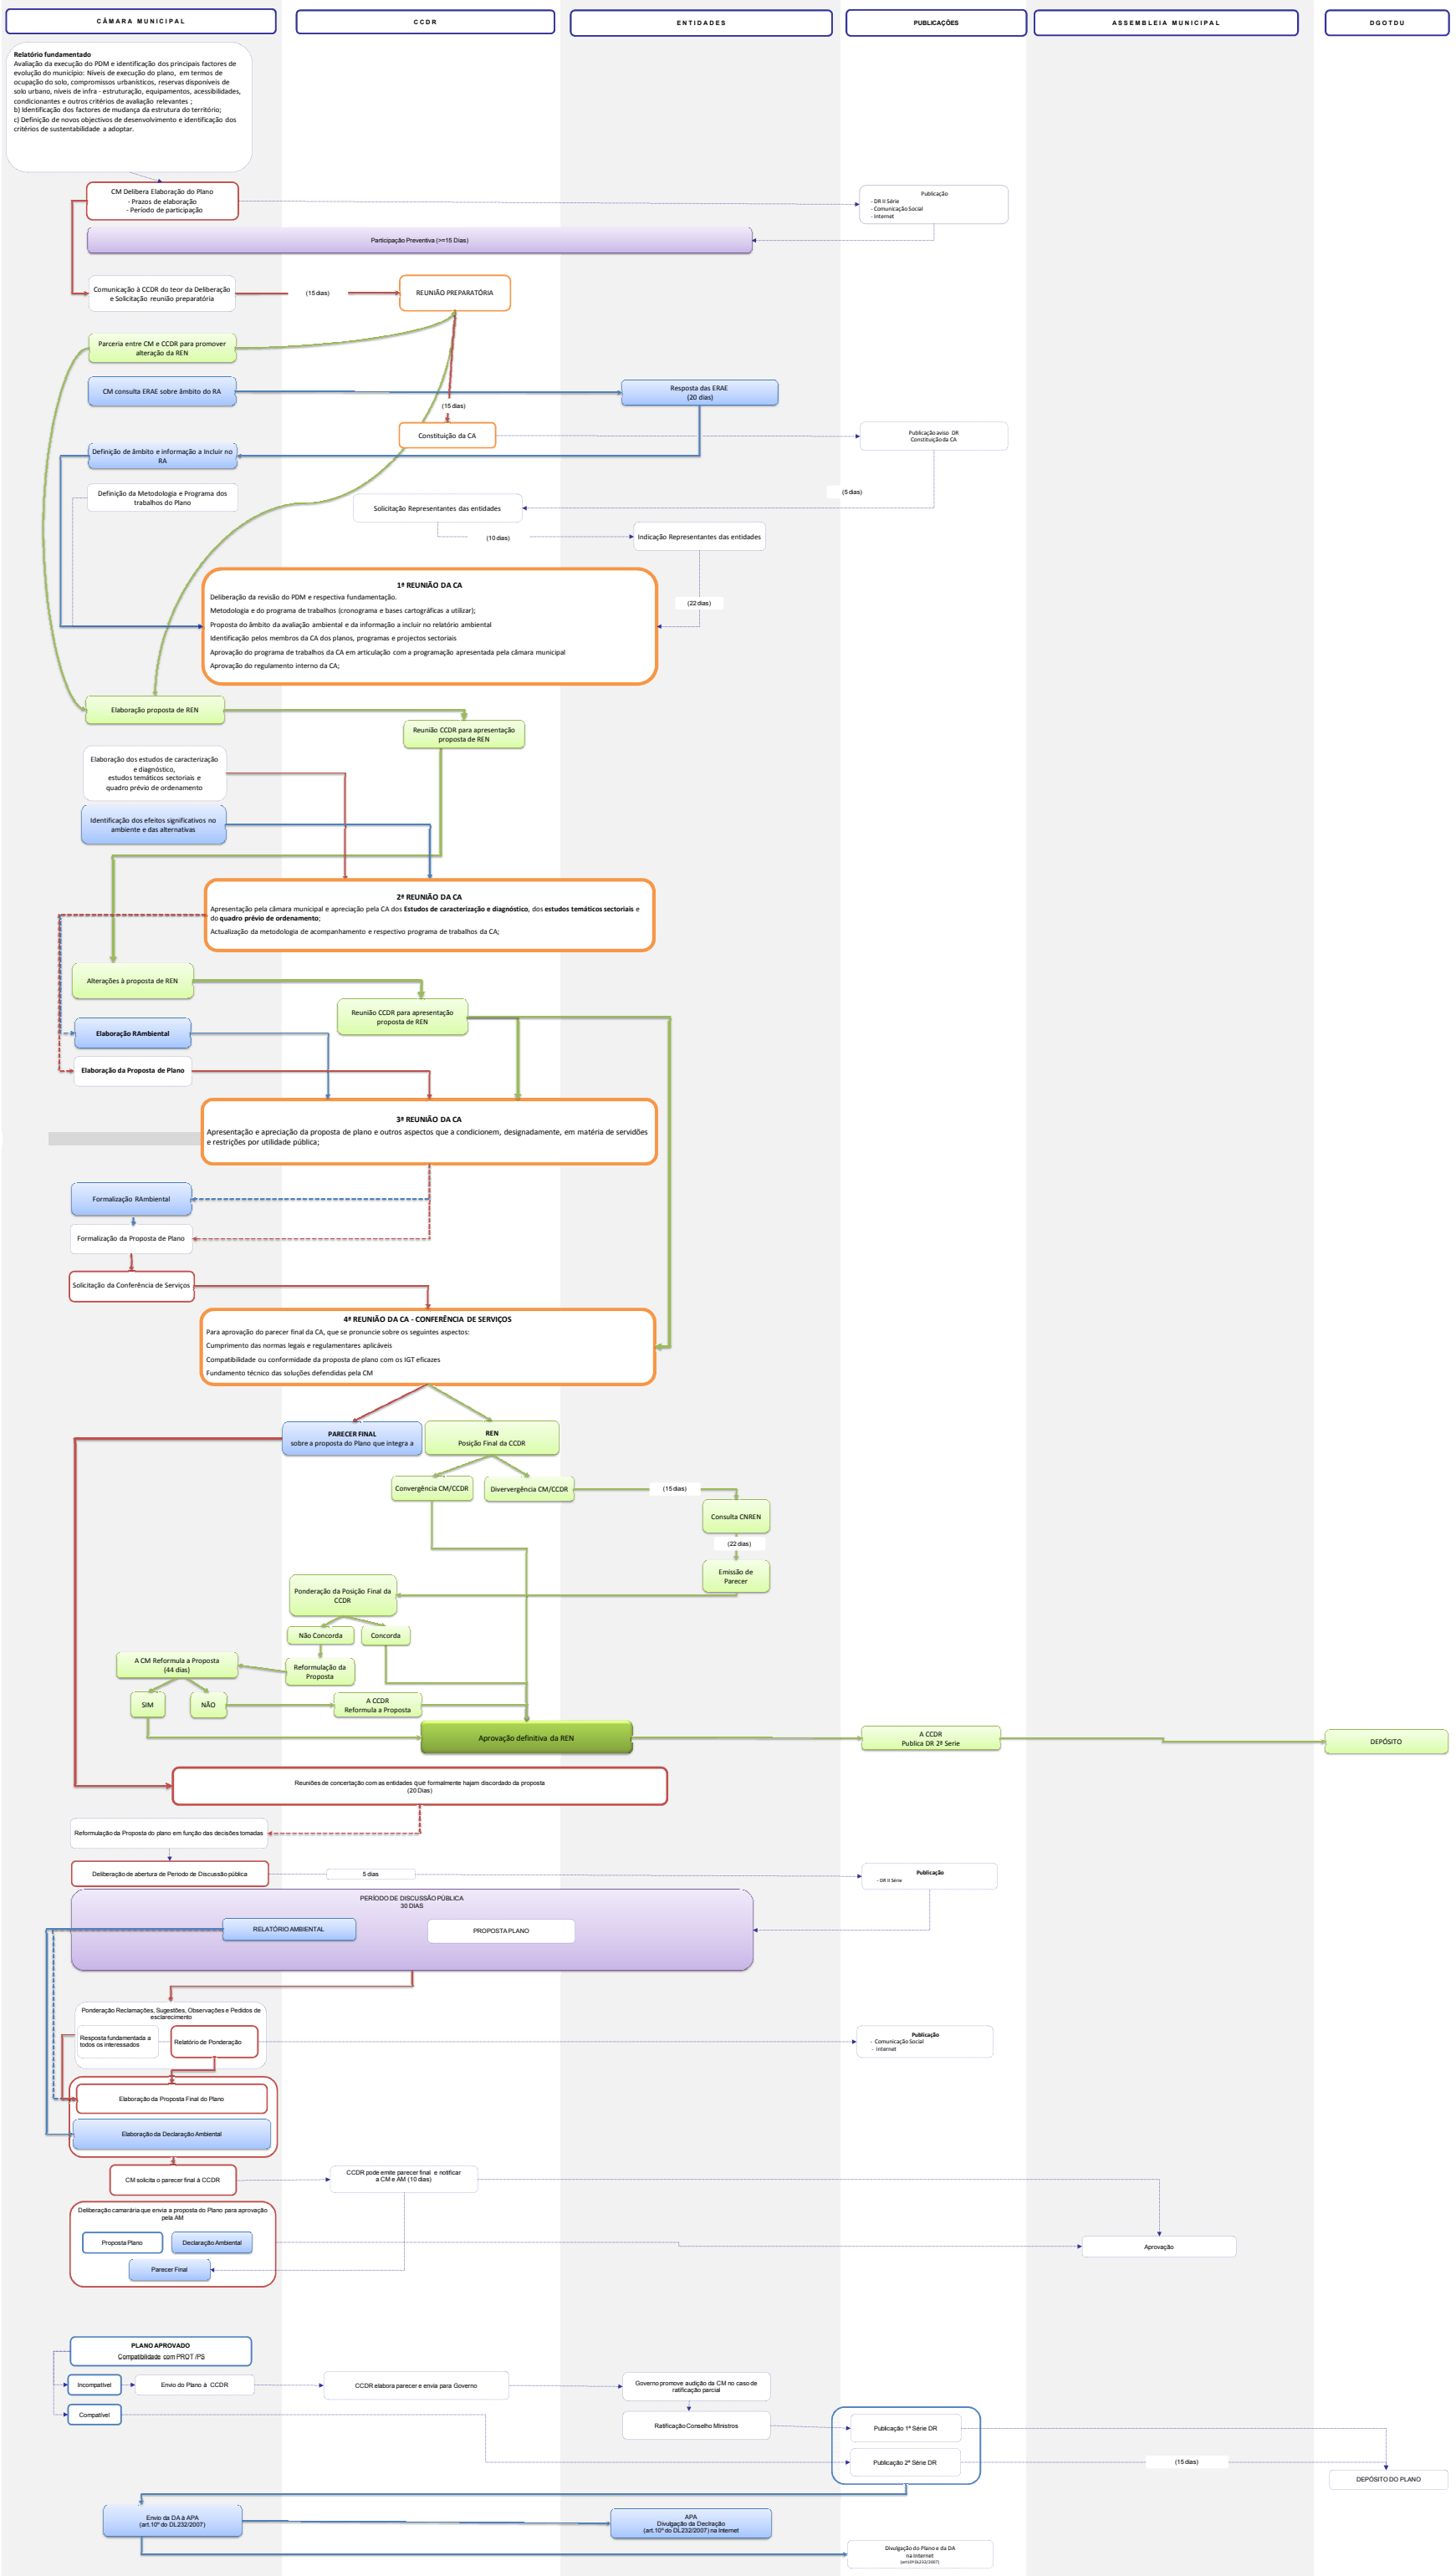 CÂMARA MUNICIPAL
CCDR
ENTIDADES
PUBLICAÇÕES
ASSEMBLEIA MUNICIPAL
DGOTDU
Relatório fundamentado
Avaliação da execução do PDM e identificação dos principais factores de
evolução do município: Níveis de execução do plano, em termos de
ocupação do solo, compromissos urbanísticos, reservas disponíveis de
solo urbano, níveis de infra - estruturação, equipamentos, acessibilidades,
condicionantes e outros critérios de avaliação relevantes ;
b) Identificação dos factores de mudança da estrutura do território;
c) Definição de novos objectivos de desenvolvimento e identificação dos
critérios de sustentabilidade a adoptar.
CM Delibera Elaboração do Plano
- Prazos de elaboração
- Período de participação
Publicação
- DR II Série
- Comunicação Social
- Internet
Participação Preventiva (>=15 Dias)
Comunicação à CCDR do teor da Deliberação
e Solicitação reunião preparatória
(15 dias)
REUNIÃO PREPARATÓRIA
Parceria entre CM e CCDR para promover
alteração da REN
CM consulta ERAE sobre âmbito do RA
Resposta das ERAE
(20 dias)
(15 dias)
Constituição da CA
Publicação aviso DR
Constituição da CA
Definição de âmbito e informação a Incluir no
RA
Definição da Metodologia e Programa dos
trabalhos do Plano
(5 dias)
Solicitação Representantes das entidades
(10 dias)
Indicação Representantes das entidades
(22 dias)
1ª REUNIÃO DA CA
Deliberação da revisão do PDM e respectiva fundamentação.
Metodologia e do programa de trabalhos (cronograma e bases cartográficas a utilizar);
Proposta do âmbito da avaliação ambiental e da informação a incluir no relatório ambiental
Identificação pelos membros da CA dos planos, programas e projectos sectoriais
Aprovação do programa de trabalhos da CA em articulação com a programação apresentada pela câmara municipal
Aprovação do regulamento interno da CA;
Elaboração proposta de REN
Reunião CCDR para apresentação
proposta de REN
Elaboração dos estudos de caracterização
e diagnóstico,
estudos temáticos sectoriais e
quadro prévio de ordenamento
Identificação dos efeitos significativos no
ambiente e das alternativas
2ª REUNIÃO DA CA
Apresentação pela câmara municipal e apreciação pela CA dos Estudos de caracterização e diagnóstico, dos estudos temáticos sectoriais e
do quadro prévio de ordenamento;
Actualização da metodologia de acompanhamento e respectivo programa de trabalhos da CA;
Alterações à proposta de REN
Reunião CCDR para apresentação
proposta de REN
Elaboração RAmbiental
Elaboração da Proposta de Plano
3ª REUNIÃO DA CA
Apresentação e apreciação da proposta de plano e outros aspectos que a condicionem, designadamente, em matéria de servidões
e restrições por utilidade pública;
Formalização RAmbiental
Formalização da Proposta de Plano
Solicitação da Conferência de Serviços
4ª REUNIÃO DA CA - CONFERÊNCIA DE SERVIÇOS
Para aprovação do parecer final da CA, que se pronuncie sobre os seguintes aspectos:
Cumprimento das normas legais e regulamentares aplicáveis
Compatibilidade ou conformidade da proposta de plano com os IGT eficazes
Fundamento técnico das soluções defendidas pela CM
PARECER FINAL
sobre a proposta do Plano que integra a
REN
Posição Final da CCDR
Convergência CM/CCDR
Diververgência CM/CCDR
(15 dias)
Consulta CNREN
(22 dias)
Emissão de
Parecer
Ponderação da Posição Final da
CCDR
Não Concorda
Concorda
A CM Reformula a Proposta
(44 dias)
Reformulação da
Proposta
SIM
NÃO
A CCDR
Reformula a Proposta
Aprovação definitiva da REN
A CCDR
Publica DR 2ª Serie
DEPÓSITO
Reuniões de concertação com as entidades que formalmente hajam discordado da proposta
(20 Dias)
Reformulação da Proposta do plano em função das decisões tomadas
Deliberação de abertura de Periodo de Discussão pública
5 dias
Publicação
- DR II Série
PERÍODO DE DISCUSSÃO PÚBLICA
30 DIAS
RELATÓRIO AMBIENTAL
PROPOSTA PLANO
Ponderação Reclamações, Sugestões, Observações e Pedidos de
esclarecimento
Resposta fundamentada a
todos os interessados
Relatório de Ponderação
Publicação
- Comunicação Social
- Internet
Elaboração da Proposta Final do Plano
Elaboração da Declaração Ambiental
CM solicita o parecer final à CCDR
CCDR pode emite parecer final e notificar
a CM e AM (10 dias)
Deliberação camarária que envia a proposta do Plano para aprovação
pela AM
Proposta Plano
Declaração Ambiental
Parecer Final
Aprovação
PLANO APROVADO
Compatibilidade com PROT /PS
Incompatível
Envio do Plano à CCDR
CCDR elabora parecer e envia para Governo
Governo promove audição da CM no caso de
ratificação parcial
Compatível
Ratificação Conselho Ministros
Publicação 1ª Série DR
Publicação 2ª Série DR
(15 dias)
DEPÓSITO DO PLANO
Envio da DA à APA
(art.10º do DL232/2007)
APA
Divulgação da Declração
(art.10º do DL232/2007) na Internet
Divulgação do Plano e da DA
na Internet
(art10º DL232/2007)